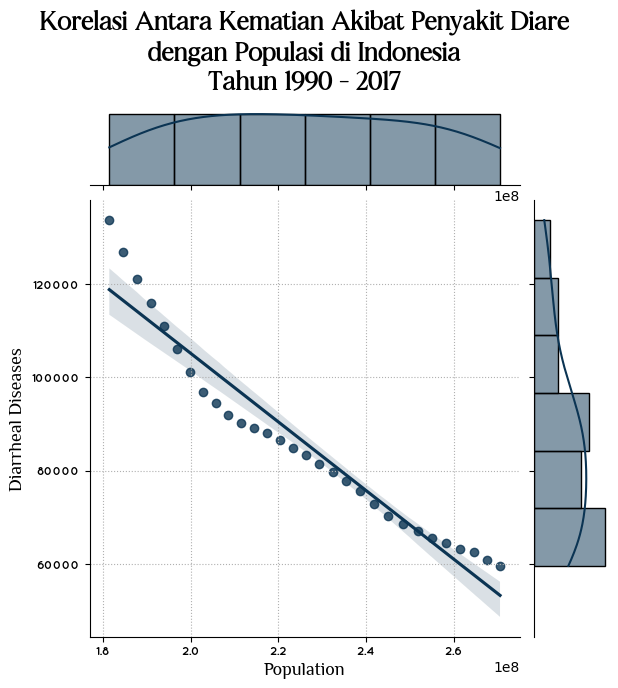 Korelasi Antara Kematian Akibat Penyakit Diare
dengan Populasi di Indonesia
Tahun 1990 - 2017
1e8
120000
100000
80000
60000
Diarrheal Diseases
1.8 2.0 2.2 2.4 2.6
Population
1e8